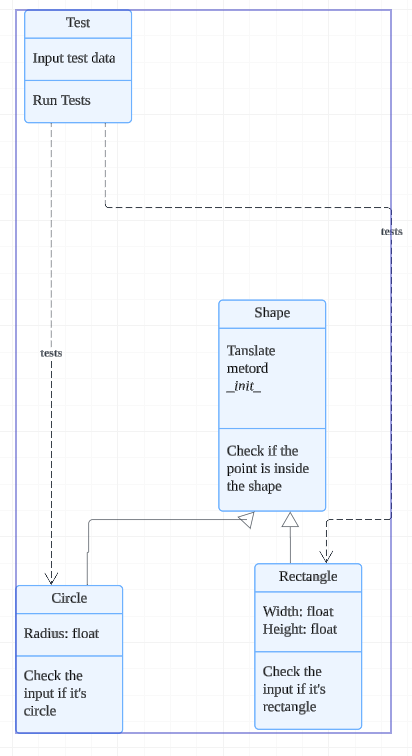 Test
Input test data
Run Tests
tests
Shape
Tanslate
metord
_init_
tests
Check if the
point is inside
the shape
Circle
Radius: float
Check the
input if it's
circle
Rectangle
Width: float
Height: float
Check the
input if it's
rectangle